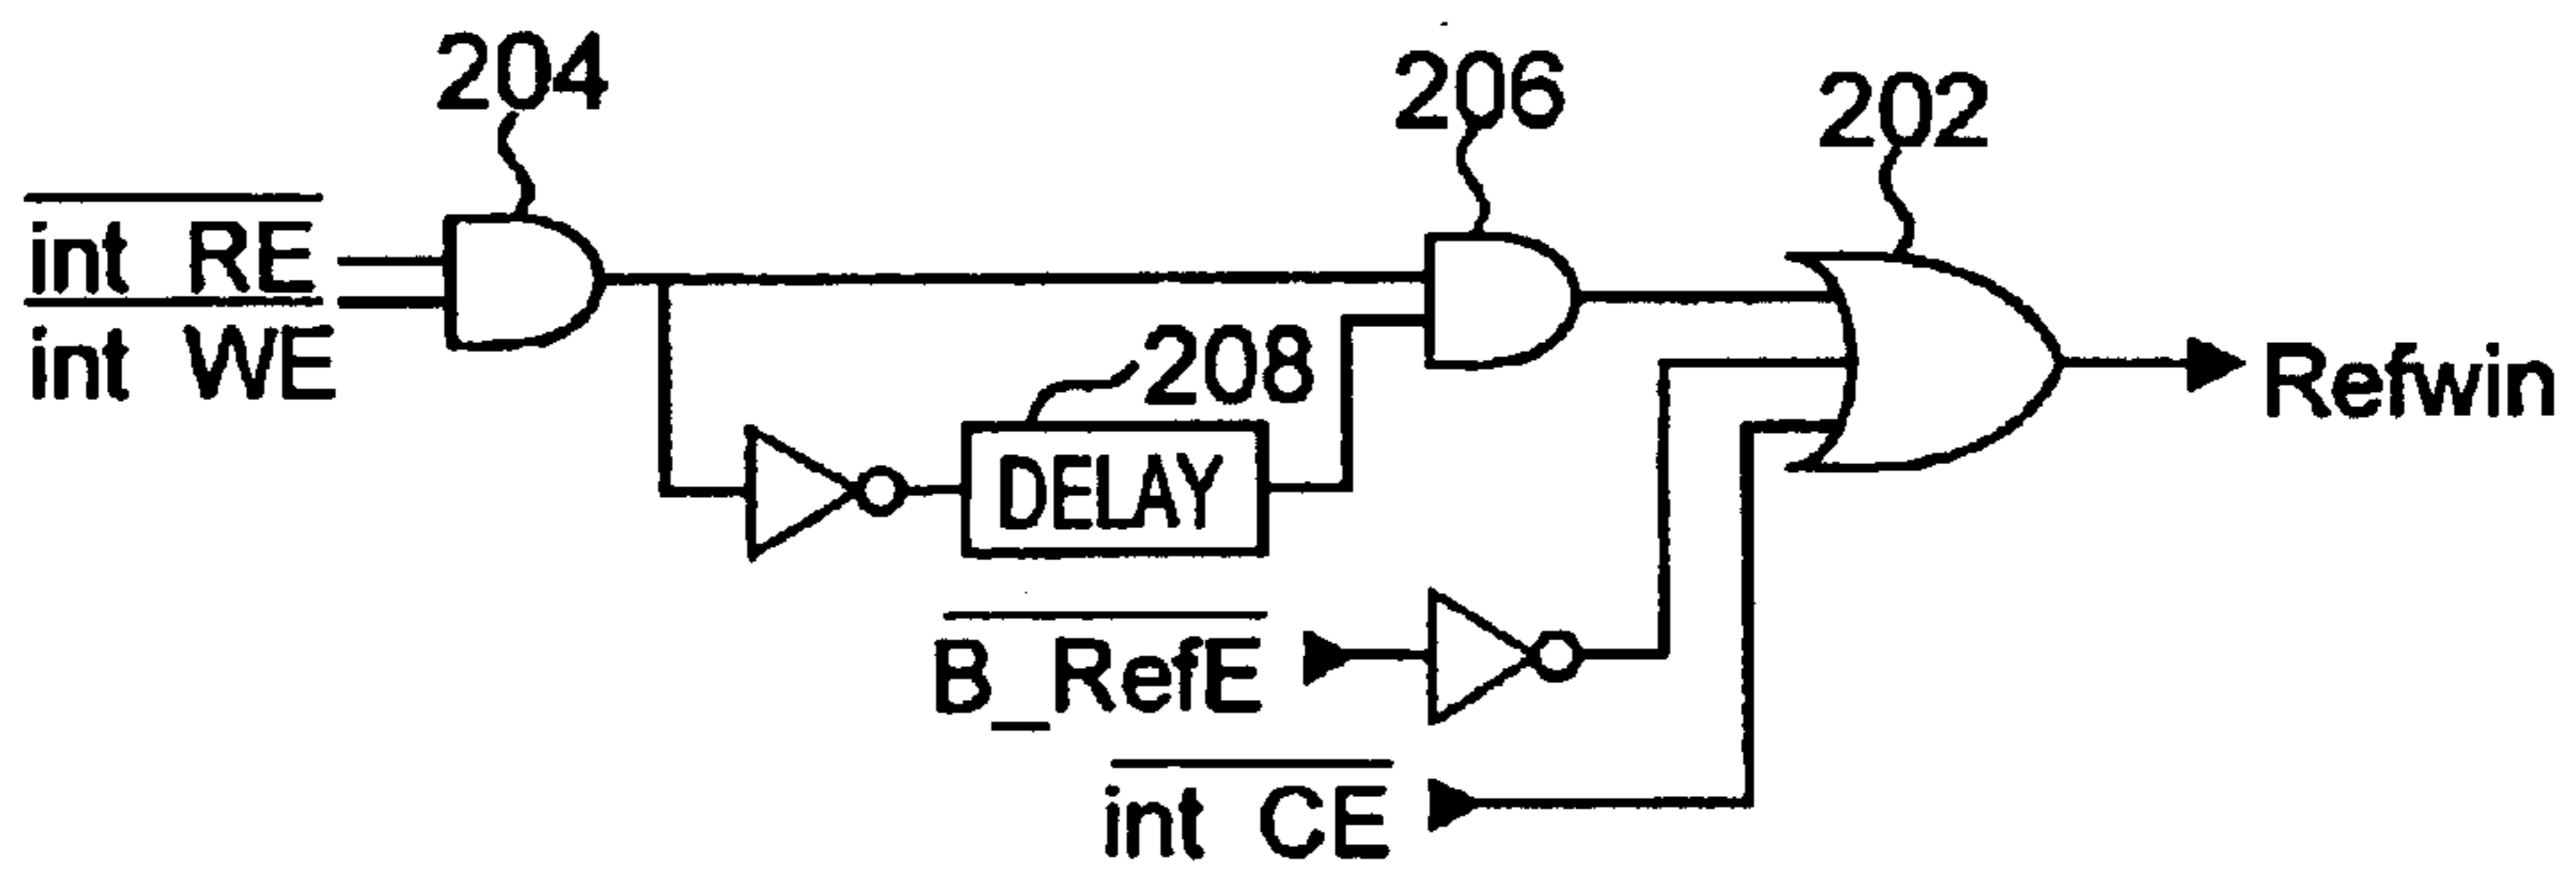 204
206
202
int RE
int WE
208
DELAY
Refwin
B_RefE
int CE